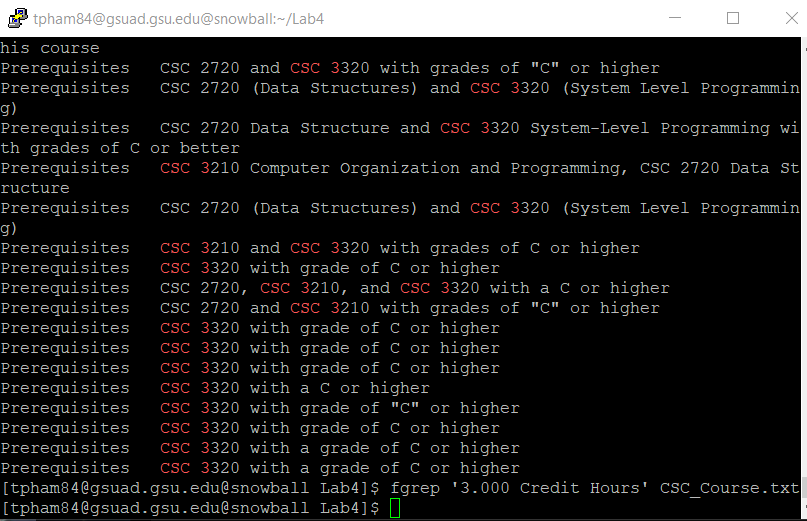 tpham84@gsuad.gsu.edu@snowball:~/Lab4
his course
Prerequisites   CSC 2720 and CSC 3320 with grades of "C" or higher
Prerequisites   CSC 2720 (Data Structures) and CSC 3320 (System Level Programmin
g)
Prerequisites   CSC 2720 Data Structure and CSC 3320 System-Level Programming wi
th grades of C or better
Prerequisites   CSC 3210 Computer Organization and Programming, CSC 2720 Data St
ructure
Prerequisites   CSC 2720 (Data Structures) and CSC 3320 (System Level Programmin
g)
Prerequisites   CSC 3210 and CSC 3320 with grades of C or higher
Prerequisites   CSC 3320 with grade of C or higher
Prerequisites   CSC 2720, CSC 3210, and CSC 3320 with a C or higher
Prerequisites   CSC 2720 and CSC 3210 with grades of "C" or higher
Prerequisites   CSC 3320 with grade of C or higher
Prerequisites   CSC 3320 with grade of C or higher
Prerequisites   CSC 3320 with grade of C or higher
Prerequisites   CSC 3320 with a C or higher
Prerequisites   CSC 3320 with grade of "C" or higher
Prerequisites   CSC 3320 with grade of C or higher
Prerequisites   CSC 3320 with a grade of C or higher
Prerequisites   CSC 3320 with a grade of C or higher
[tpham84@gsuad.gsu.edu@snowball Lab4]$ fgrep '3.000 Credit Hours' CSC_Course.txt
[tpham84@gsuad.gsu.edu@snowball Lab4]$